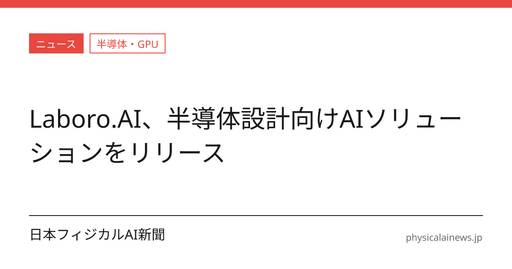 ニュース
半導体・GPU
Laboro.AI、半導体設計向けAIソリュー
ションをリリース
日本フィジカルAI新聞
physicalainews.jp